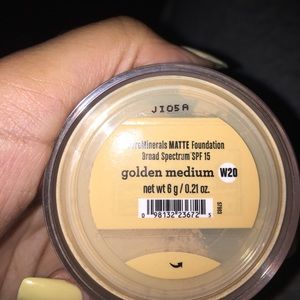 J105A
reMinerals MATTE Foundation
Broad Spectrum SPF 15
golden medium W20
net wt 6 g / 0.21 oz.
0 98132 23672 5